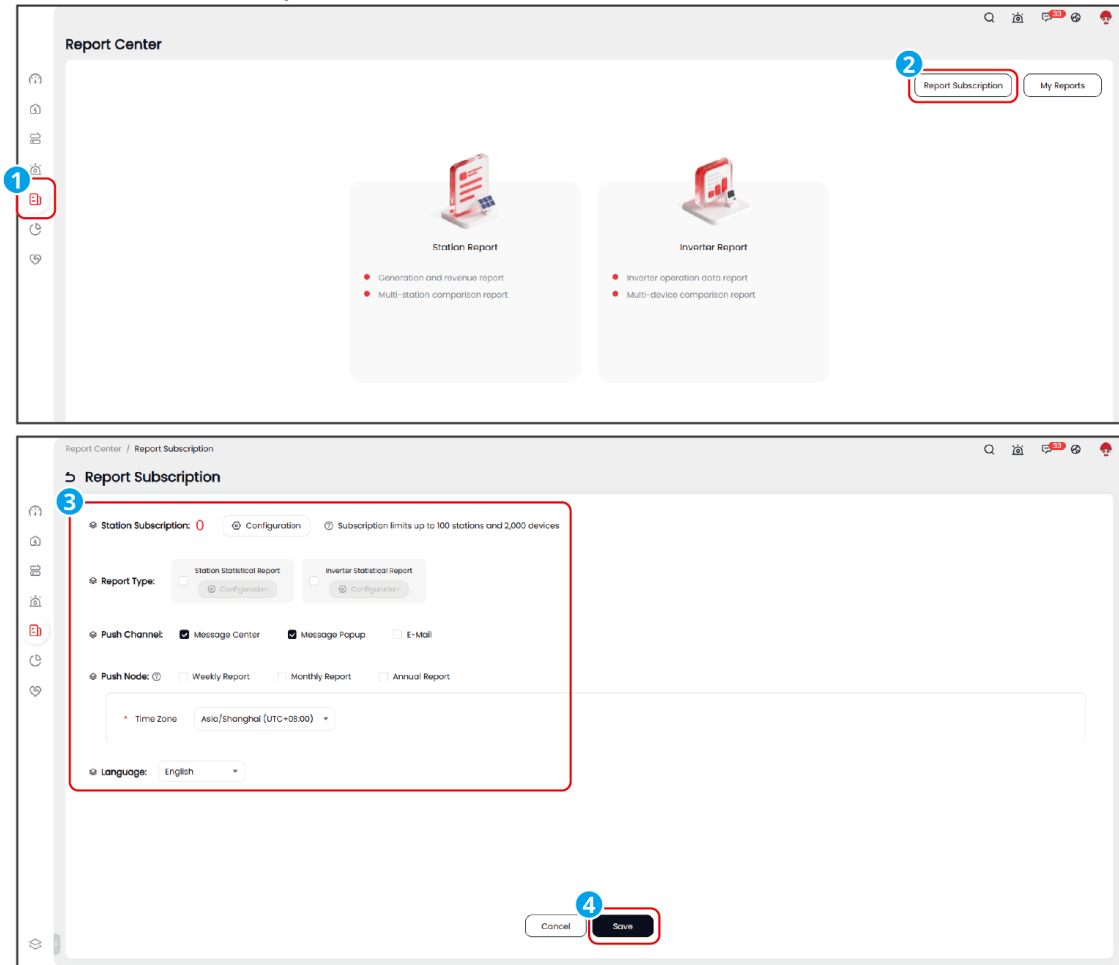 33
Report Center
2
Report Subscription
My Reports
1
Station Report
Inverter Report
Generation and revenue report
Inverter operation data report
Multi-station comparison report
Multi-device comparison report
Report Center / Report Subscription
33
Report Subscription
3
Station Subscription: 0 Configuration Subscription limits up to 100 stations and 2,000 devices
Report Type:
Station Statistical Report
Configuration
Inverter Statistical Report
Configuration
Push Channel: Message Center Message Popup E-Mail
Push Node: Weekly Report Monthly Report Annual Report
* Time Zone Asia/Shanghai (UTC+08:00)
Language: English
4
Cancel Save